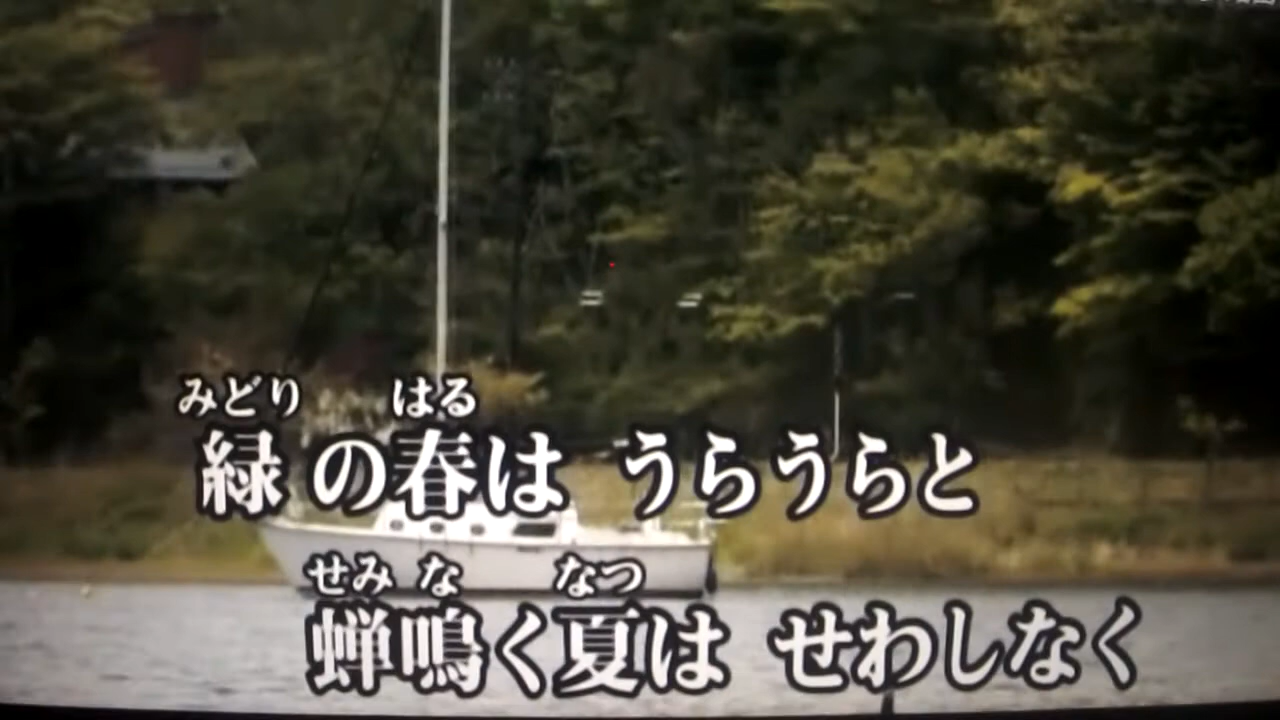 みどり はる
緑の春は うらうらと
せみ な なつ
蝉鳴く夏は せわしなく